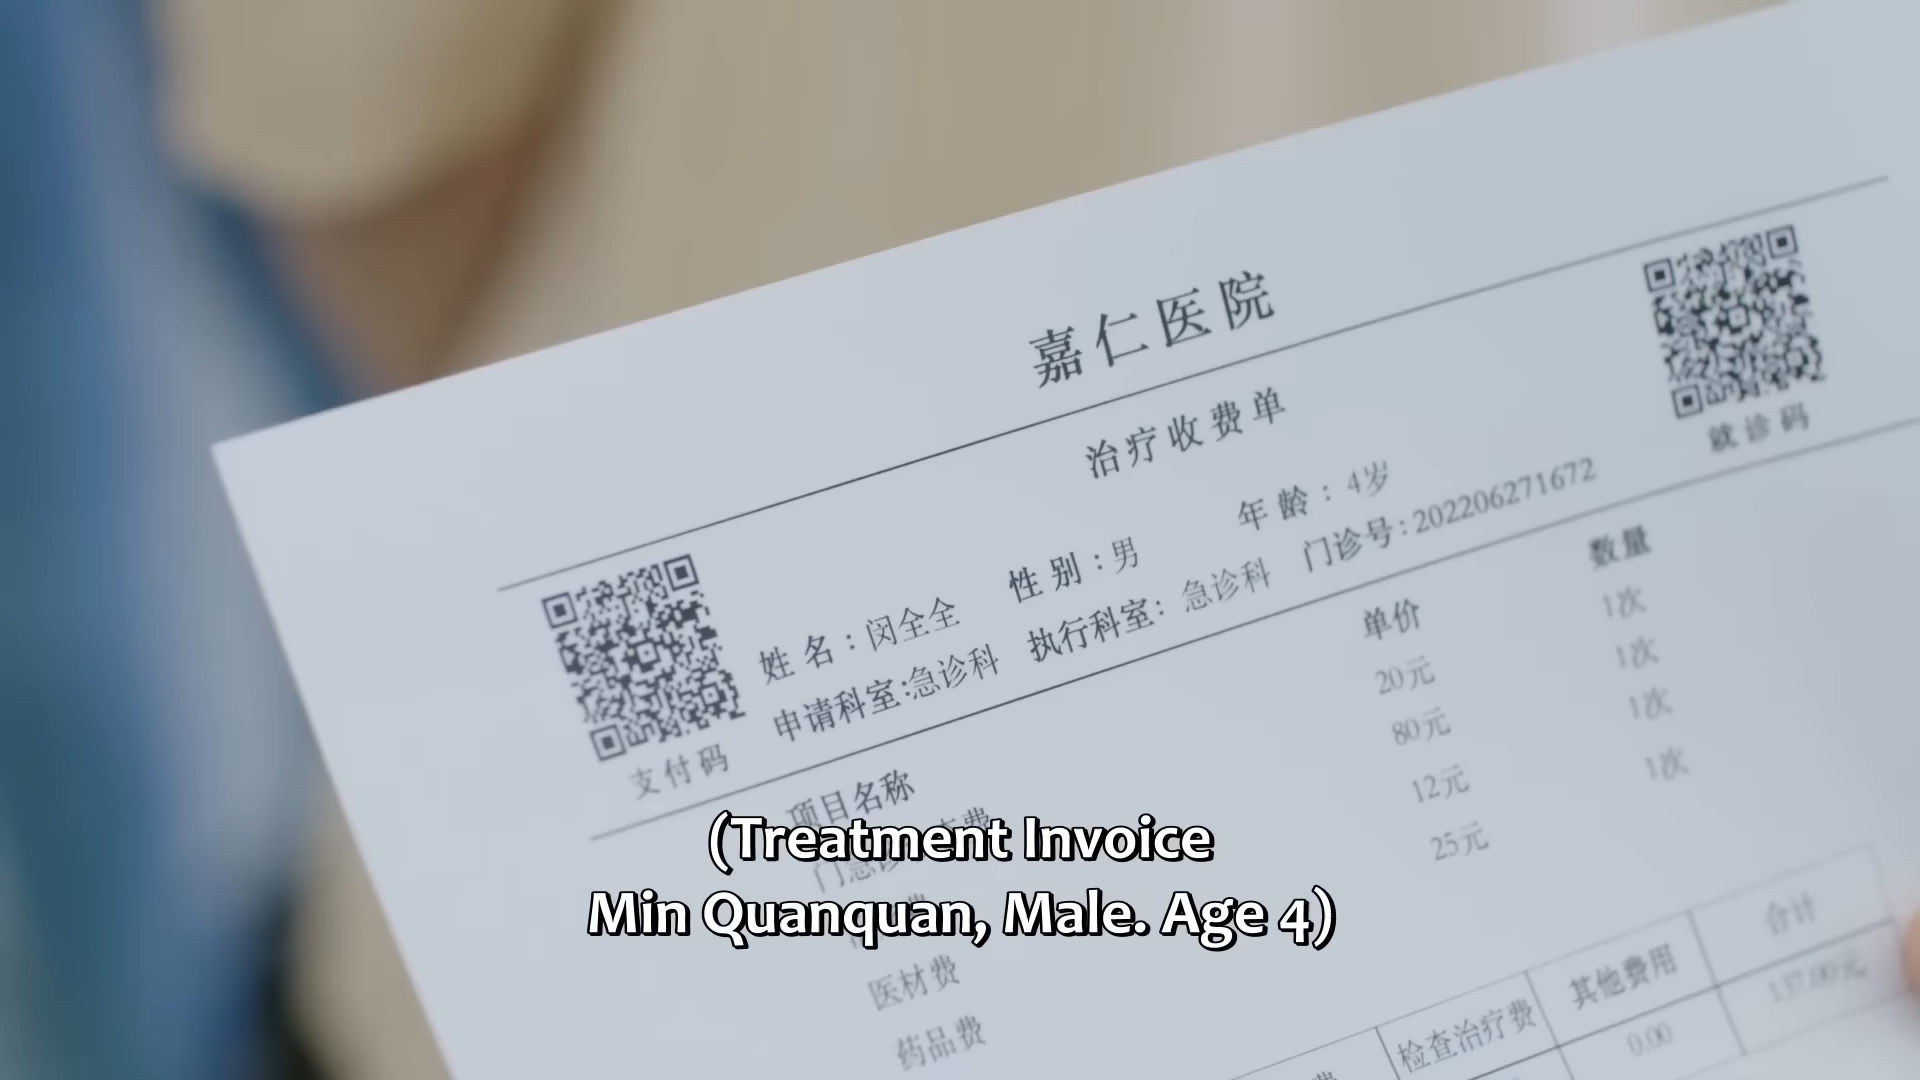 嘉仁医院
治疗收费单
就诊码
姓名：闵全全 性别：男 年龄：4岁
申请科室:急诊科 执行科室：急诊科 门诊号:202206271672
支付码
项目名称 单价 数量
20元 1次
80元 1次
医材费 12元 1次
药品费 25元 1次
检查治疗费 其他费用 合计
0.00 137.00元
(Treatment Invoice
Min Quanquan, Male. Age 4)